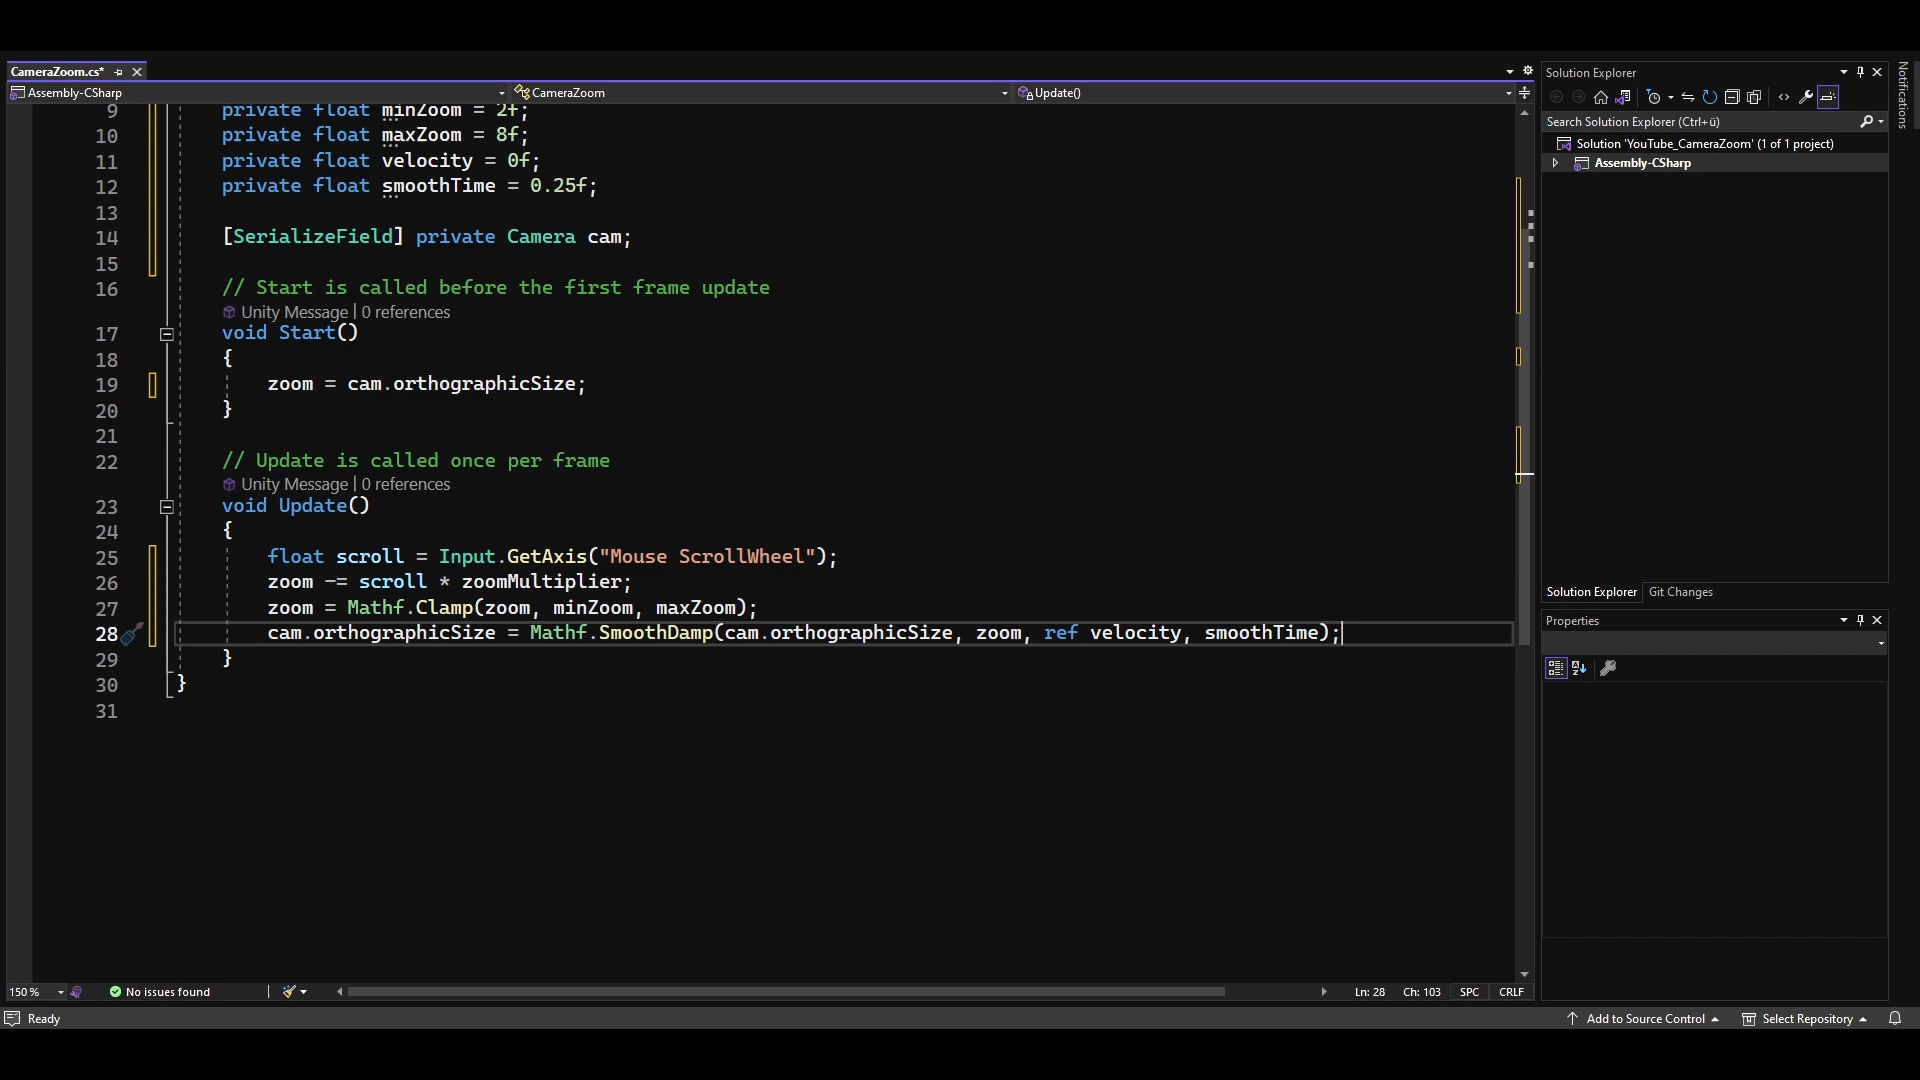 CameraZoom.cs*
Assembly-CSharp
CameraZoom
Update()
9 private float minZoom = 2f;
10 private float maxZoom = 8f;
11 private float velocity = 0f;
12 private float smoothTime = 0.25f;
13
14 [SerializeField] private Camera cam;
15
16 // Start is called before the first frame update
Unity Message | 0 references
17 void Start()
18 {
19 zoom = cam.orthographicSize;
20 }
21
22 // Update is called once per frame
Unity Message | 0 references
23 void Update()
24 {
25 float scroll = Input.GetAxis("Mouse ScrollWheel");
26 zoom -= scroll * zoomMultiplier;
27 zoom = Mathf.Clamp(zoom, minZoom, maxZoom);
28 cam.orthographicSize = Mathf.SmoothDamp(cam.orthographicSize, zoom, ref velocity, smoothTime);
29 }
30 }
31
150 %
No issues found
Ln: 28 Ch: 103 SPC CRLF
Solution Explorer
Search Solution Explorer (Ctrl+ü)
Solution 'YouTube_CameraZoom' (1 of 1 project)
Assembly-CSharp
Solution Explorer Git Changes
Properties
Notifications
Ready
Add to Source Control
Select Repository